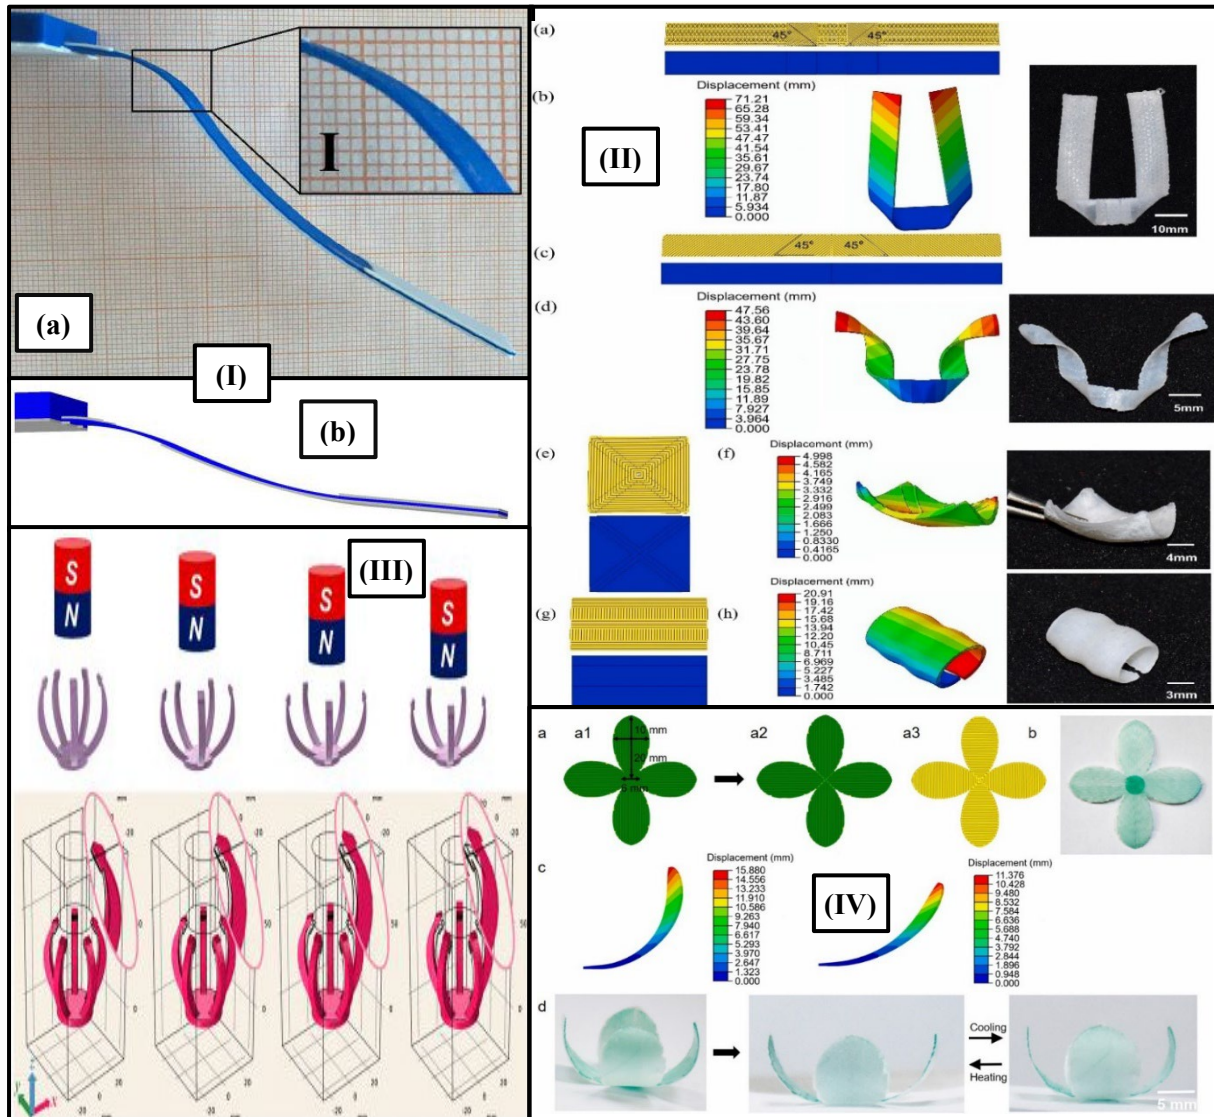 I
(a)
(I)
(b)
(II)
(a)
45°
45°
(b)
Displacement (mm)
71.21
65.28
59.34
53.41
47.47
41.54
35.61
29.67
23.74
17.80
11.87
5.934
0.000
10mm
(c)
45°
45°
(d)
Displacement (mm)
47.56
43.60
39.64
35.67
31.71
27.75
23.78
19.82
15.85
11.89
7.927
3.964
0.000
5mm
(e)
(f)
Displacement (mm)
4.998
4.582
4.165
3.749
3.332
2.916
2.499
2.083
1.666
1.250
0.8330
0.4165
0.000
4mm
(g)
(h)
Displacement (mm)
20.91
19.16
17.42
15.68
13.94
12.20
10.45
8.711
6.969
5.227
3.485
1.742
0.000
3mm
(III)
S
N
S
N
S
N
S
N
(IV)
a
a1
10 mm
20 mm
a2
a3
b
c
Displacement (mm)
15.880
14.556
13.233
11.910
10.586
9.263
7.940
6.617
5.293
3.970
2.647
1.323
0.000
Displacement (mm)
11.376
10.428
9.480
8.532
7.584
6.636
5.688
4.740
3.792
2.844
1.896
0.948
0.000
d
Cooling
Heating
5 mm